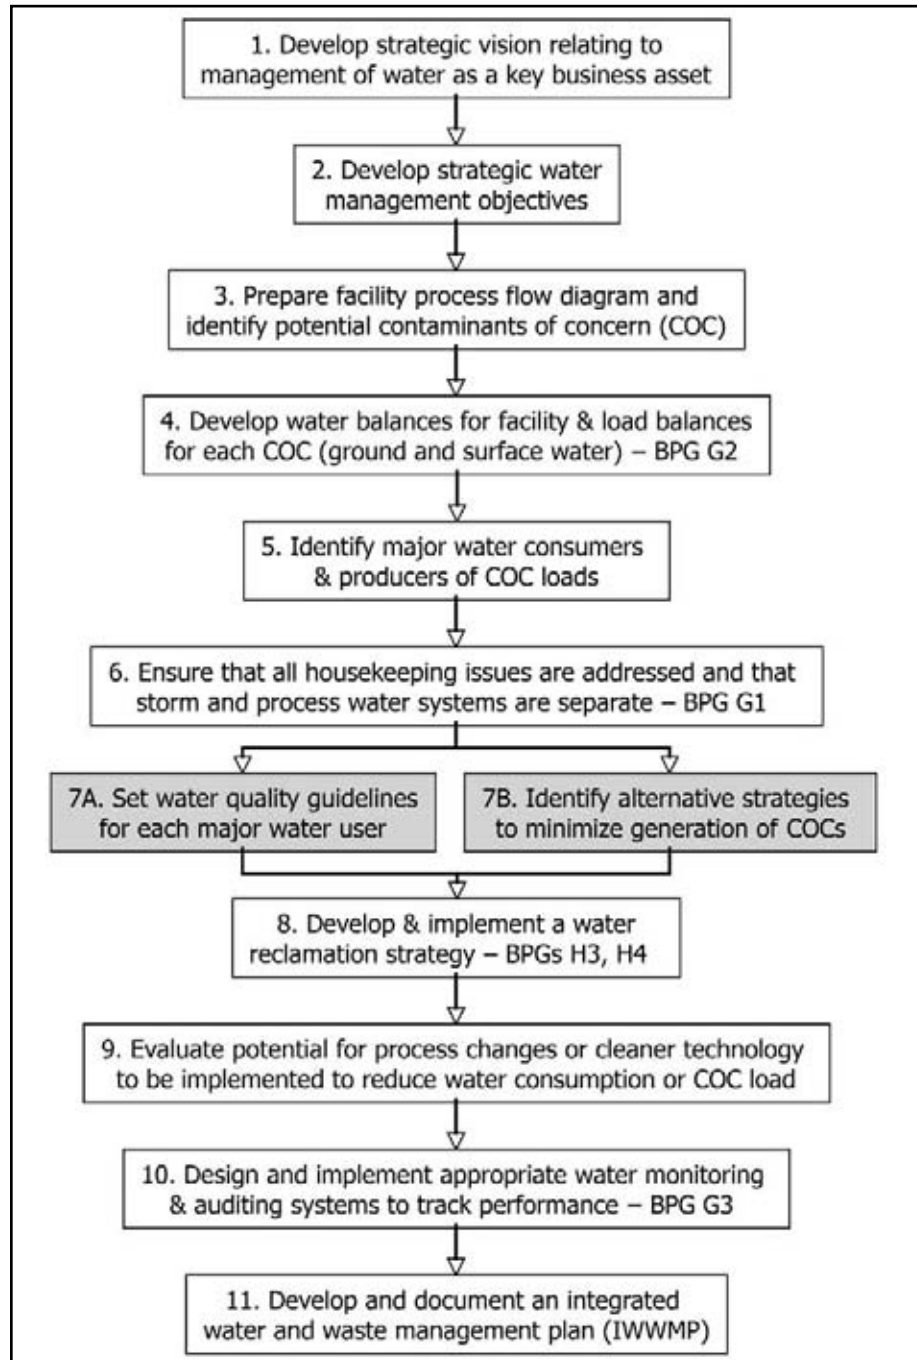 1. Develop strategic vision relating to
management of water as a key business asset
2. Develop strategic water
management objectives
3. Prepare facility process flow diagram and
identify potential contaminants of concern (COC)
4. Develop water balances for facility & load balances
for each COC (ground and surface water) – BPG G2
5. Identify major water consumers
& producers of COC loads
6. Ensure that all housekeeping issues are addressed and that
storm and process water systems are separate – BPG G1
7A. Set water quality guidelines
for each major water user
7B. Identify alternative strategies
to minimize generation of COCs
8. Develop & implement a water
reclamation strategy – BPGs H3, H4
9. Evaluate potential for process changes or cleaner technology
to be implemented to reduce water consumption or COC load
10. Design and implement appropriate water monitoring
& auditing systems to track performance – BPG G3
11. Develop and document an integrated
water and waste management plan (IWWMP)